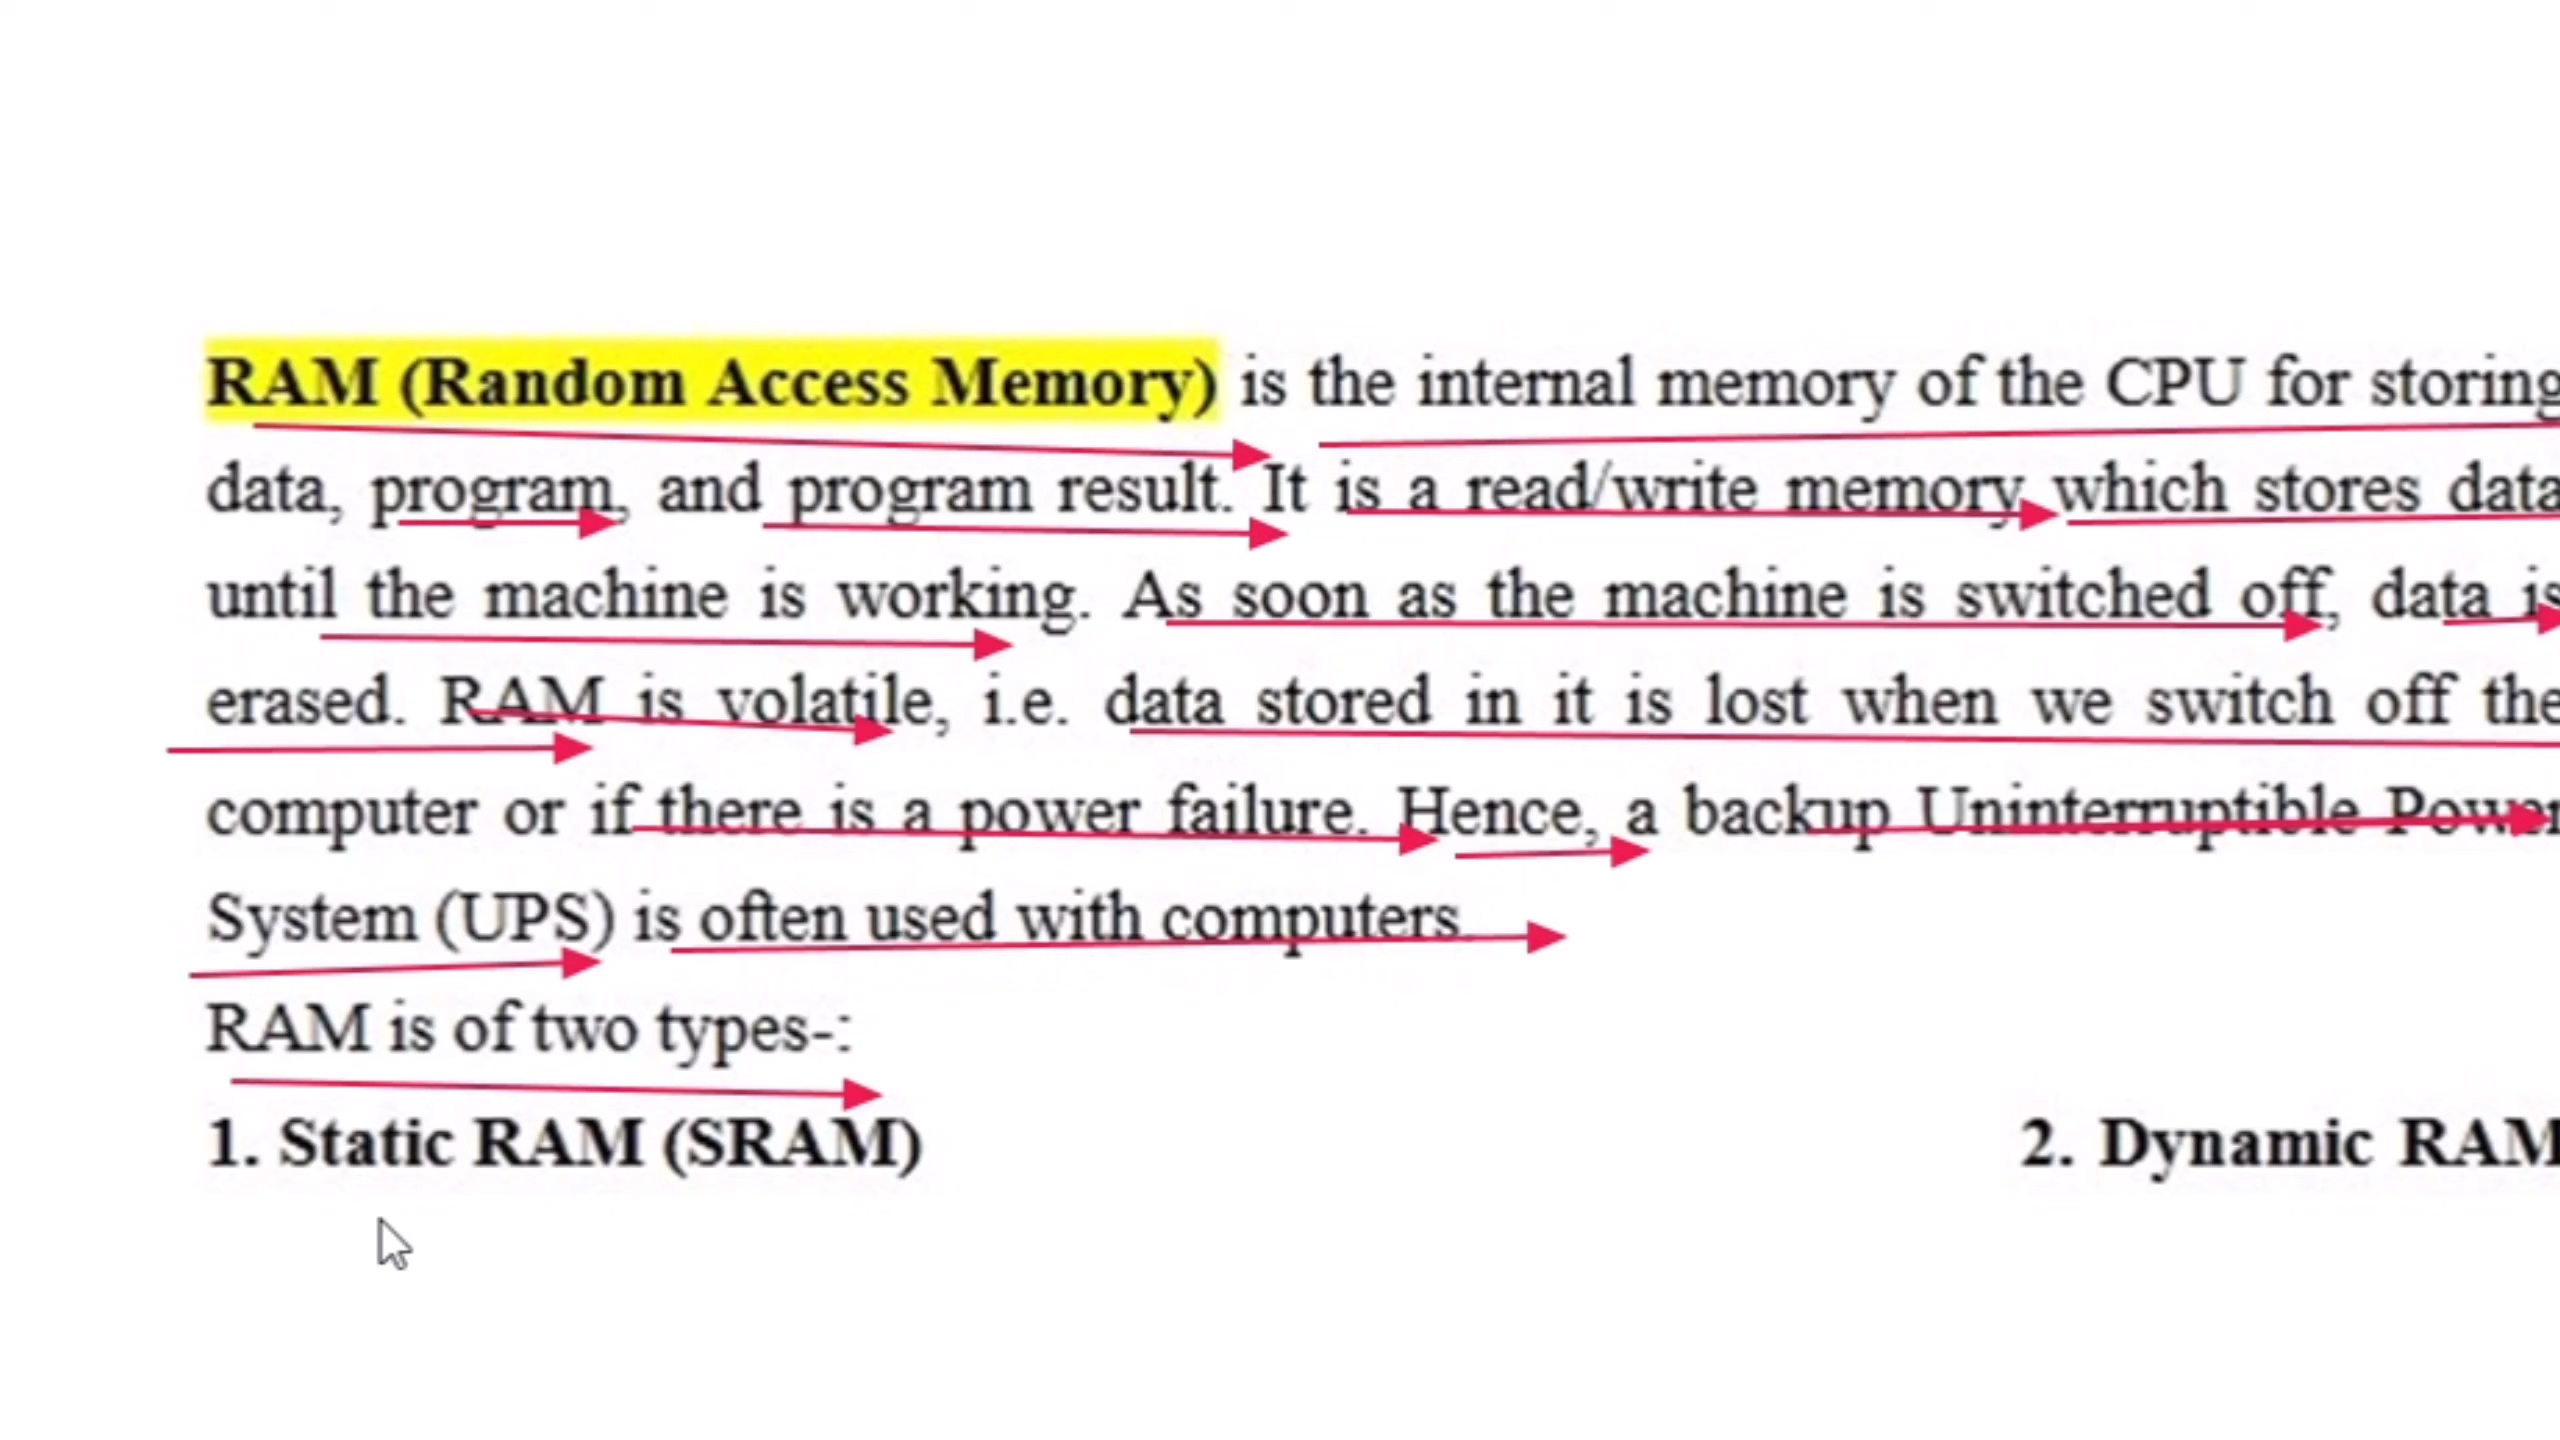 RAM (Random Access Memory) is the internal memory of the CPU for storing
data, program, and program result. It is a read/write memory which stores data
until the machine is working. As soon as the machine is switched off, data is
erased. RAM is volatile, i.e. data stored in it is lost when we switch off the
computer or if there is a power failure. Hence, a backup Uninterruptible Power
System (UPS) is often used with computers.
RAM is of two types-:
1. Static RAM (SRAM) 2. Dynamic RAM